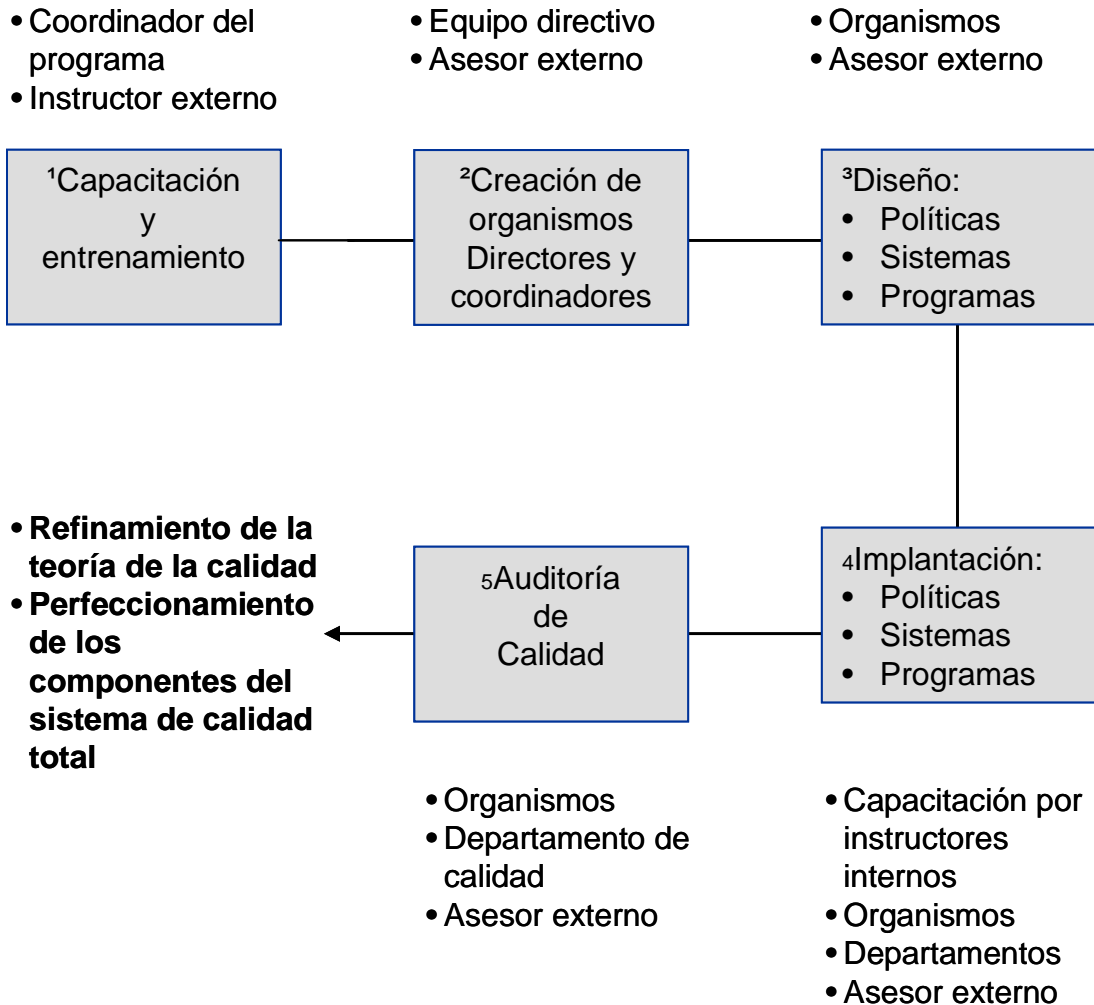 • Coordinador del
programa
• Instructor externo
• Equipo directivo
• Asesor externo
• Organismos
• Asesor externo
¹Capacitación
y
entrenamiento
²Creación de
organismos
Directores y
coordinadores
³Diseño:
• Políticas
• Sistemas
• Programas
4Implantación:
• Políticas
• Sistemas
• Programas
• Capacitación por
instructores
internos
• Organismos
• Departamentos
• Asesor externo
5Auditoría
de
Calidad
• Organismos
• Departamento de
calidad
• Asesor externo
• Refinamiento de la
teoría de la calidad
• Perfeccionamiento
de los
componentes del
sistema de calidad
total